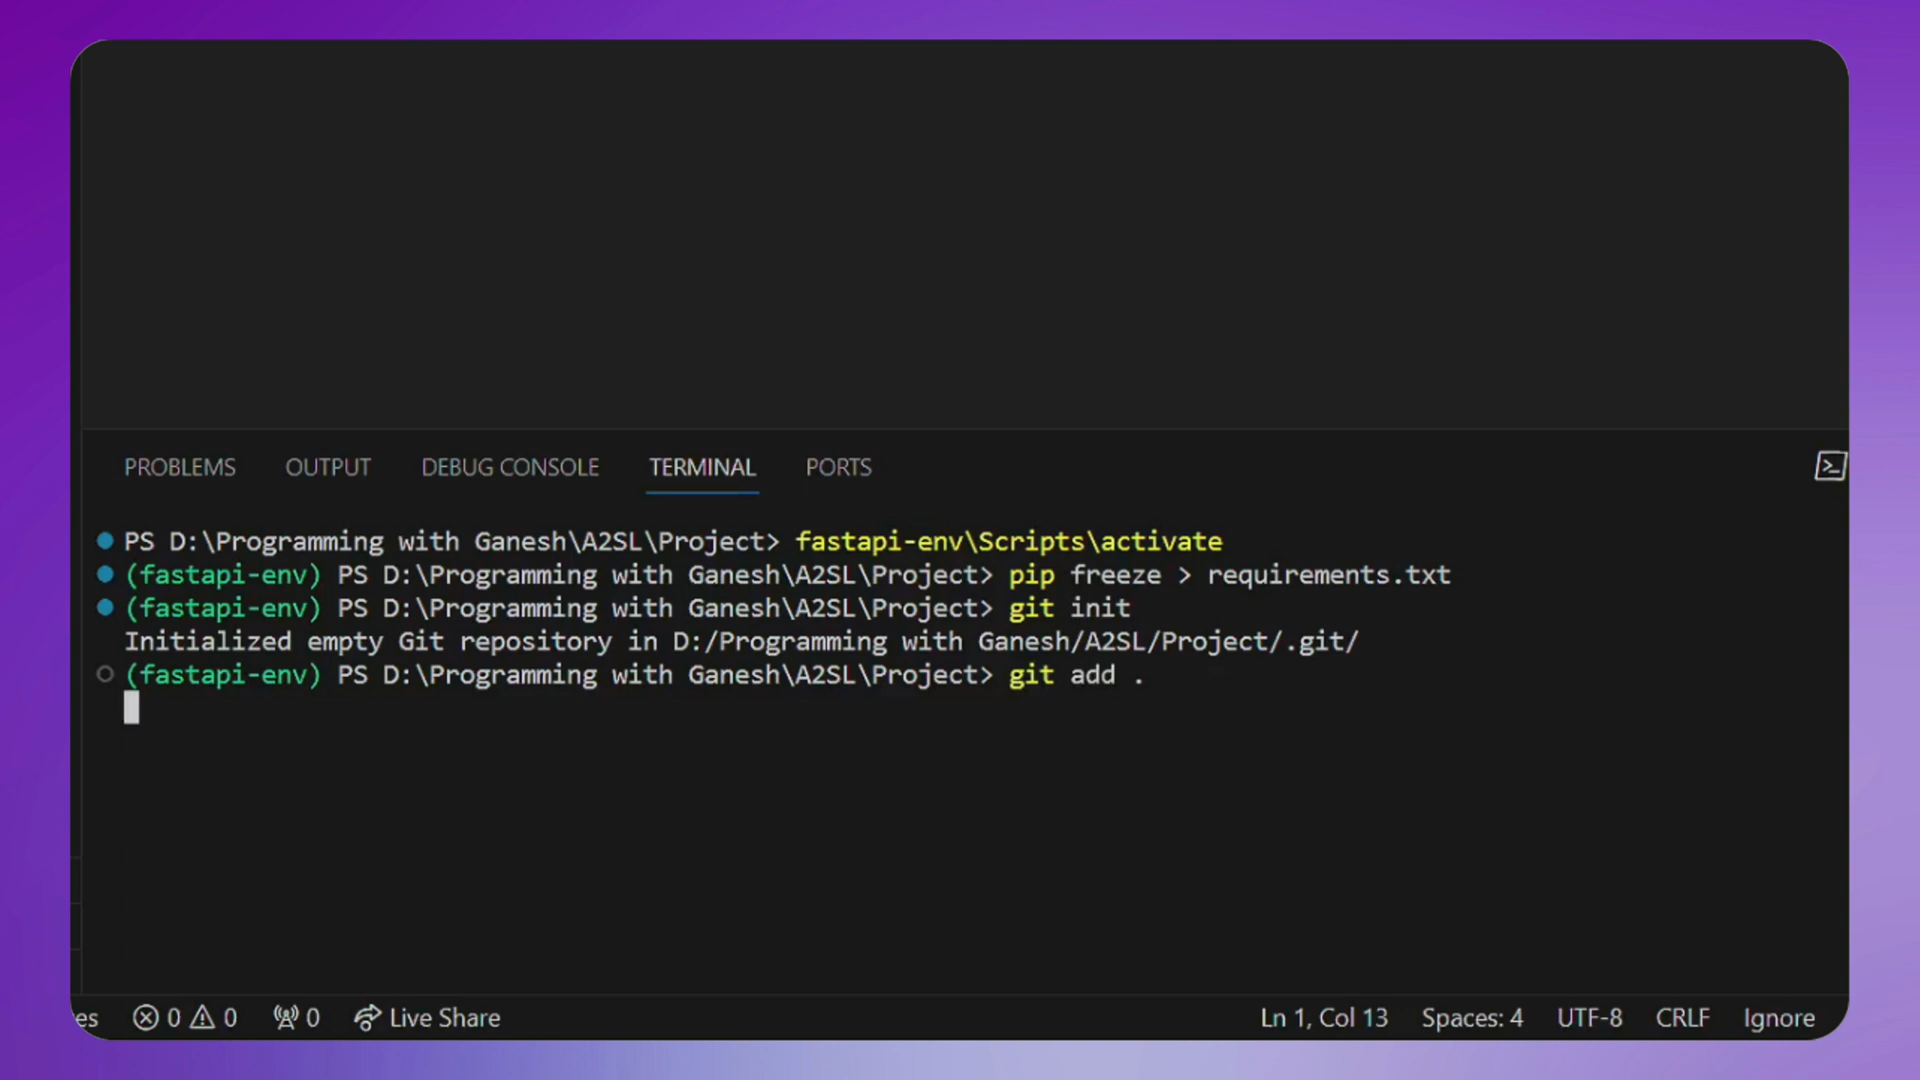 PROBLEMS OUTPUT DEBUG CONSOLE TERMINAL PORTS
PS D:\Programming with Ganesh\A2SL\Project> fastapi-env\Scripts\activate
(fastapi-env) PS D:\Programming with Ganesh\A2SL\Project> pip freeze > requirements.txt
(fastapi-env) PS D:\Programming with Ganesh\A2SL\Project> git init
Initialized empty Git repository in D:/Programming with Ganesh/A2SL/Project/.git/
(fastapi-env) PS D:\Programming with Ganesh\A2SL\Project> git add .
es 0 0 0 Live Share Ln 1, Col 13 Spaces: 4 UTF-8 CRLF Ignore